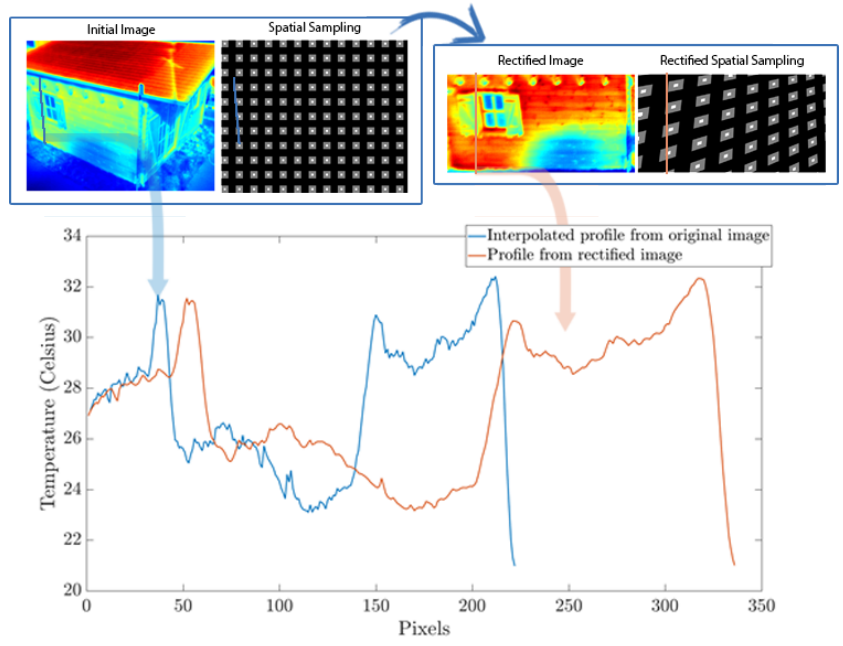 Initial Image
Spatial Sampling
Rectified Image
Rectified Spatial Sampling
34
32
30
28
26
24
22
20
Temperature (Celsius)
Interpolated profile from original image
Profile from rectified image
0
50
100
150
200
250
300
350
Pixels